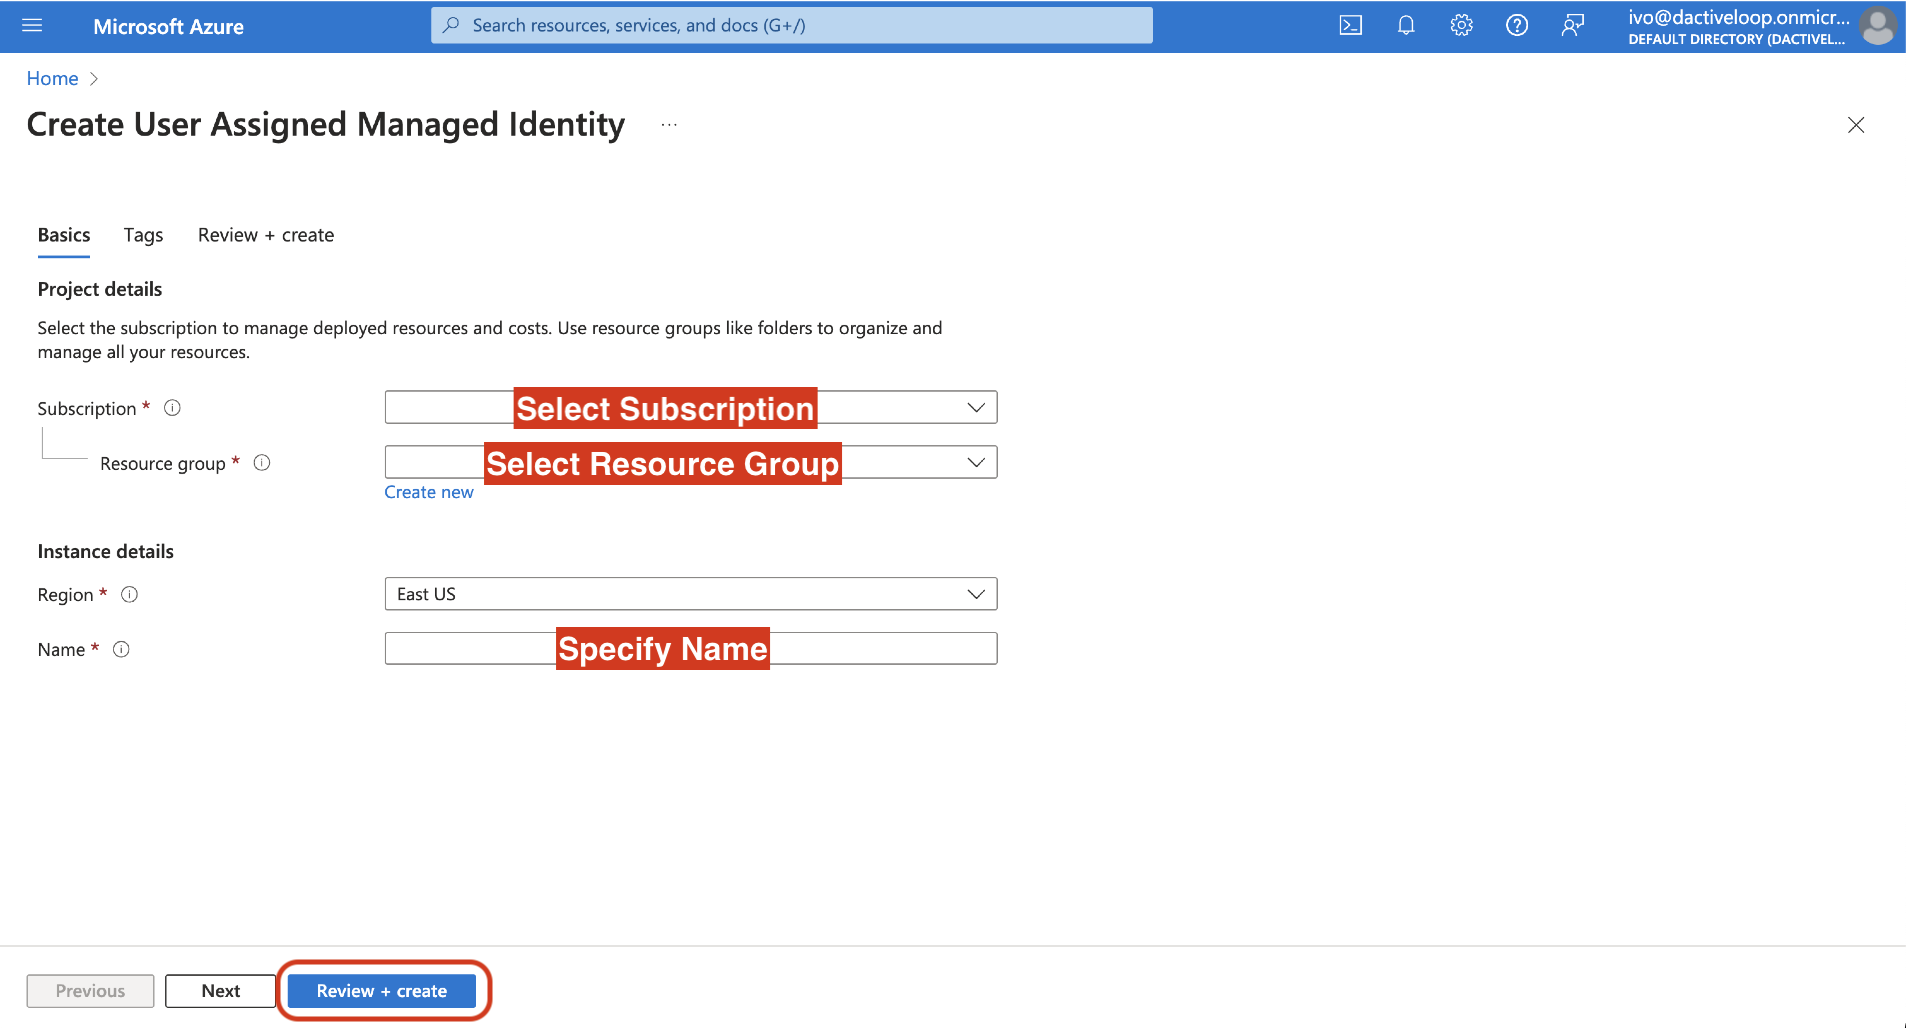 Microsoft Azure
Search resources, services, and docs (G+/)
ivo@dactiveloop.onmicr...
DEFAULT DIRECTORY (DACTIVEL...
Home
Create User Assigned Managed Identity ...
Basics Tags Review + create
Project details
Select the subscription to manage deployed resources and costs. Use resource groups like folders to organize and
manage all your resources.
Subscription * Select Subscription
Resource group * Select Resource Group
Create new
Instance details
Region * East US
Name * Specify Name
Previous Next Review + create